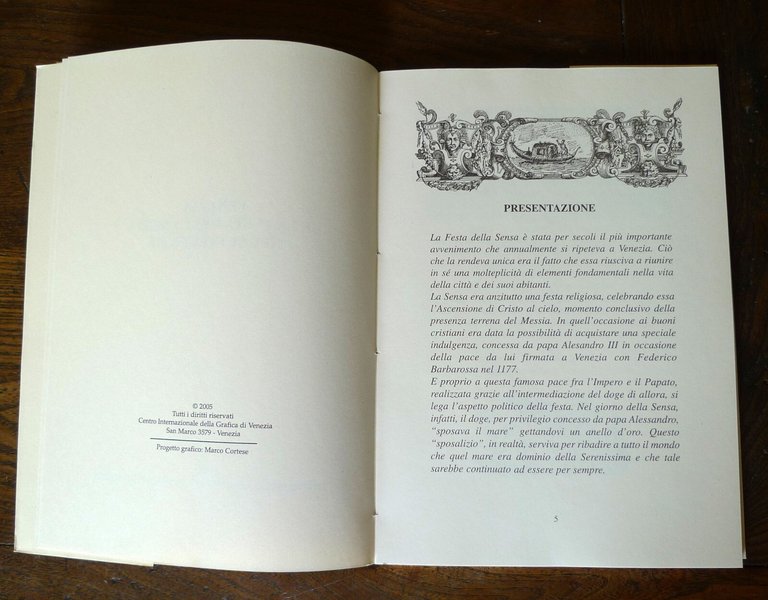 © 2005
Tutti i diritti riservati
Centro Internazionale della Grafica di Venezia
San Marco 3579 - Venezia
Progetto grafico: Marco Cortese
PRESENTAZIONE
La Festa della Sensa è stata per secoli il più importante
avvenimento che annualmente si ripeteva a Venezia. Ciò
che la rendeva unica era il fatto che essa riusciva a riunire
in sé una molteplicità di elementi fondamentali nella vita
della città e dei suoi abitanti.
La Sensa era anzitutto una festa religiosa, celebrando essa
l'Ascensione di Cristo al cielo, momento conclusivo della
presenza terrena del Messia. In quell'occasione ai buoni
cristiani era data la possibilità di acquistare una speciale
indulgenza, concessa da papa Alesandro III in occasione
della pace da lui firmata a Venezia con Federico
Barbarossa nel 1177.
E proprio a questa famosa pace fra l'Impero e il Papato,
realizzata grazie all'intermediazione del doge di allora, si
lega l'aspetto politico della festa. Nel giorno della Sensa,
infatti, il doge, per privilegio concesso da papa Alessandro,
“sposava il mare” gettandovi un anello d'oro. Questo
“sposalizio”, in realtà, serviva per ribadire a tutto il mondo
che quel mare era dominio della Serenissima e che tale
sarebbe continuato ad essere per sempre.
5